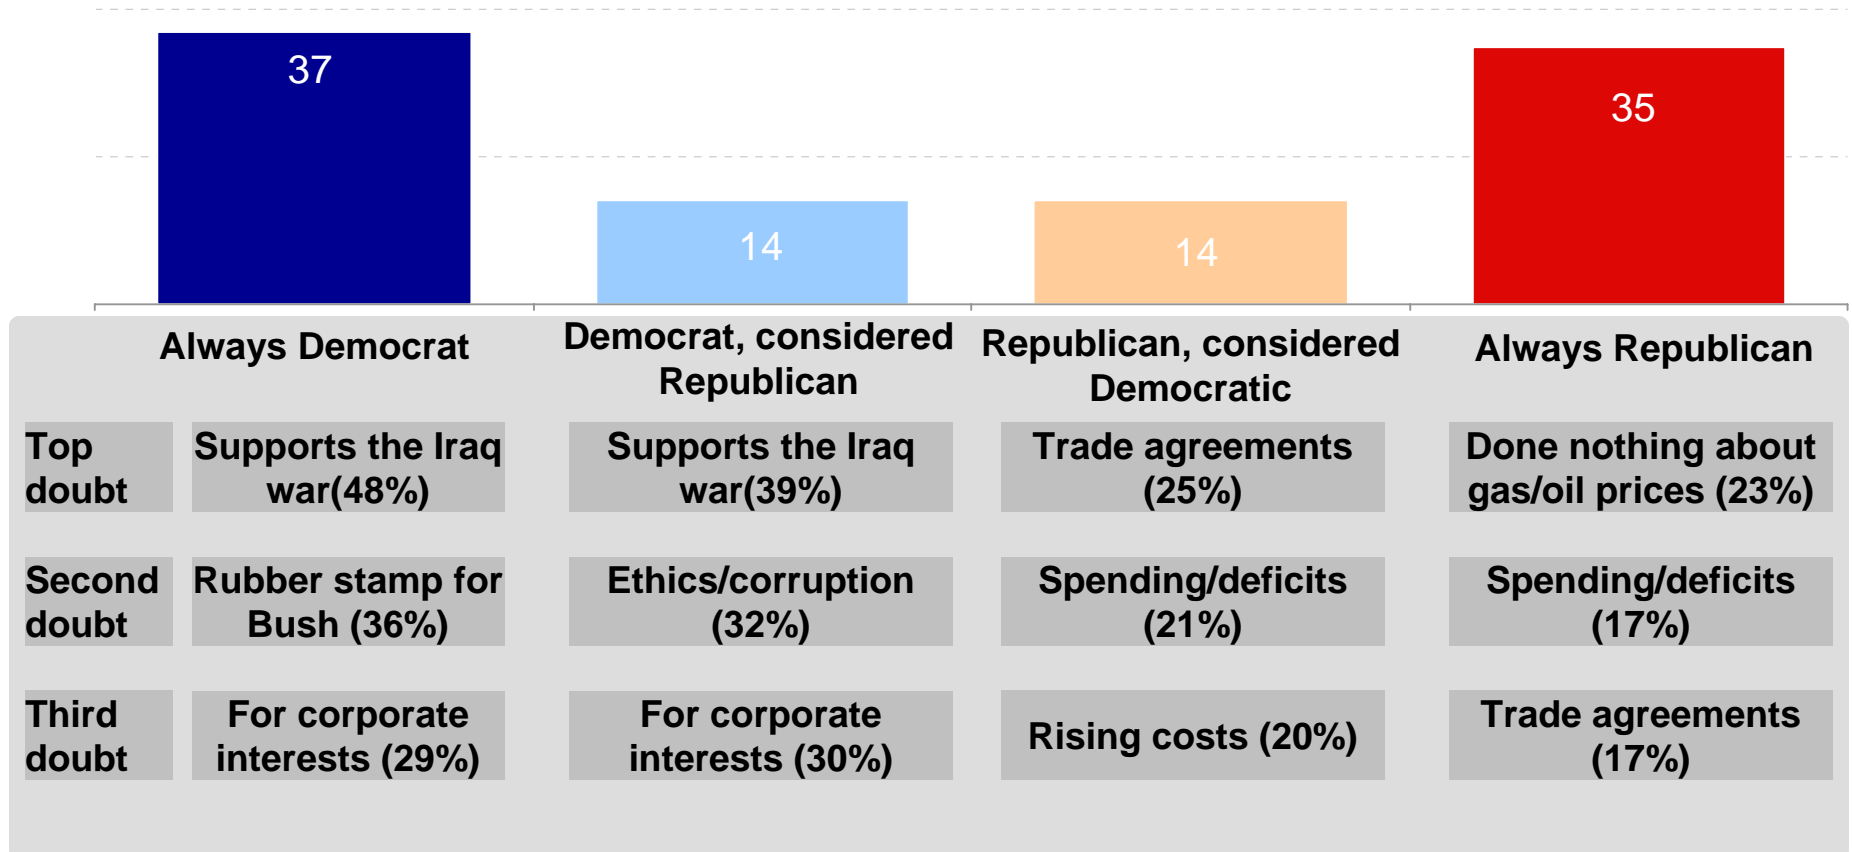 37
14
14
35
Always Democrat
Democrat, considered
Republican
Republican, considered
Democratic
Always Republican
Top
doubt
Supports the Iraq
war(48%)
Supports the Iraq
war(39%)
Trade agreements
(25%)
Done nothing about
gas/oil prices (23%)
Second
doubt
Rubber stamp for
Bush (36%)
Ethics/corruption
(32%)
Spending/deficits
(21%)
Spending/deficits
(17%)
Third
doubt
For corporate
interests (29%)
For corporate
interests (30%)
Rising costs (20%)
Trade agreements
(17%)